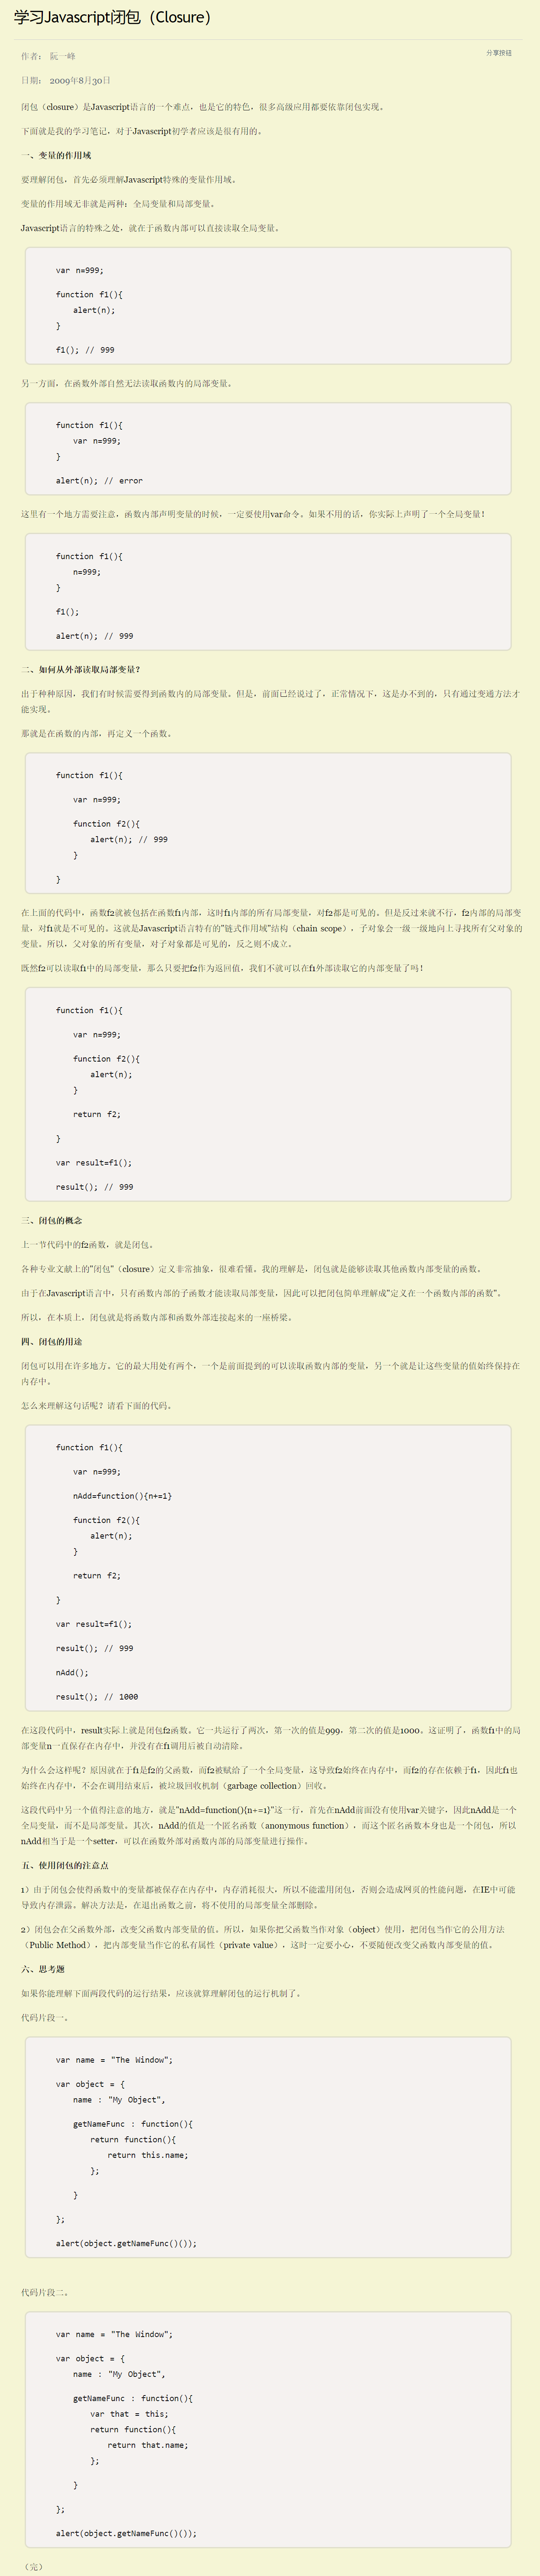 学习Javascript闭包（Closure）
分享按钮
作者： 阮一峰
日期： 2009年8月30日
闭包（closure）是Javascript语言的一个难点，也是它的特色，很多高级应用都要依靠闭包实现。
下面就是我的学习笔记，对于Javascript初学者应该是很有用的。
一、变量的作用域
要理解闭包，首先必须理解Javascript特殊的变量作用域。
变量的作用域无非就是两种：全局变量和局部变量。
Javascript语言的特殊之处，就在于函数内部可以直接读取全局变量。
var n=999;
function f1(){
alert(n);
}
f1(); // 999
另一方面，在函数外部自然无法读取函数内的局部变量。
function f1(){
var n=999;
}
alert(n); // error
这里有一个地方需要注意，函数内部声明变量的时候，一定要使用var命令。如果不用的话，你实际上声明了一个全局变量！
function f1(){
n=999;
}
f1();
alert(n); // 999
二、如何从外部读取局部变量？
出于种种原因，我们有时候需要得到函数内的局部变量。但是，前面已经说过了，正常情况下，这是办不到的，只有通过变通方法才
能实现。
那就是在函数的内部，再定义一个函数。
function f1(){
var n=999;
function f2(){
alert(n); // 999
}
}
在上面的代码中，函数f2就被包括在函数f1内部，这时f1内部的所有局部变量，对f2都是可见的。但是反过来就不行，f2内部的局部变
量，对f1就是不可见的。这就是Javascript语言特有的"链式作用域"结构（chain scope），子对象会一级一级地向上寻找所有父对象的
变量。所以，父对象的所有变量，对子对象都是可见的，反之则不成立。
既然f2可以读取f1中的局部变量，那么只要把f2作为返回值，我们不就可以在f1外部读取它的内部变量了吗！
function f1(){
var n=999;
function f2(){
alert(n);
}
return f2;
}
var result=f1();
result(); // 999
三、闭包的概念
上一节代码中的f2函数，就是闭包。
各种专业文献上的"闭包"（closure）定义非常抽象，很难看懂。我的理解是，闭包就是能够读取其他函数内部变量的函数。
由于在Javascript语言中，只有函数内部的子函数才能读取局部变量，因此可以把闭包简单理解成"定义在一个函数内部的函数"。
所以，在本质上，闭包就是将函数内部和函数外部连接起来的一座桥梁。
四、闭包的用途
闭包可以用在许多地方。它的最大用处有两个，一个是前面提到的可以读取函数内部的变量，另一个就是让这些变量的值始终保持在
内存中。
怎么来理解这句话呢？请看下面的代码。
function f1(){
var n=999;
nAdd=function(){n+=1}
function f2(){
alert(n);
}
return f2;
}
var result=f1();
result(); // 999
nAdd();
result(); // 1000
在这段代码中，result实际上就是闭包f2函数。它一共运行了两次，第一次的值是999，第二次的值是1000。这证明了，函数f1中的局
部变量n一直保存在内存中，并没有在f1调用后被自动清除。
为什么会这样呢？原因就在于f1是f2的父函数，而f2被赋给了一个全局变量，这导致f2始终在内存中，而f2的存在依赖于f1，因此f1也
始终在内存中，不会在调用结束后，被垃圾回收机制（garbage collection）回收。
这段代码中另一个值得注意的地方，就是"nAdd=function(){n+=1}"这一行，首先在nAdd前面没有使用var关键字，因此nAdd是一个
全局变量，而不是局部变量。其次，nAdd的值是一个匿名函数（anonymous function），而这个匿名函数本身也是一个闭包，所以
nAdd相当于是一个setter，可以在函数外部对函数内部的局部变量进行操作。
五、使用闭包的注意点
1）由于闭包会使得函数中的变量都被保存在内存中，内存消耗很大，所以不能滥用闭包，否则会造成网页的性能问题，在IE中可能
导致内存泄露。解决方法是，在退出函数之前，将不使用的局部变量全部删除。
2）闭包会在父函数外部，改变父函数内部变量的值。所以，如果你把父函数当作对象（object）使用，把闭包当作它的公用方法
（Public Method），把内部变量当作它的私有属性（private value），这时一定要小心，不要随便改变父函数内部变量的值。
六、思考题
如果你能理解下面两段代码的运行结果，应该就算理解闭包的运行机制了。
代码片段一。
var name = "The Window";
var object = {
name : "My Object",
getNameFunc : function(){
return function(){
return this.name;
};
}
};
alert(object.getNameFunc()());
代码片段二。
var name = "The Window";
var object = {
name : "My Object",
getNameFunc : function(){
var that = this;
return function(){
return that.name;
};
}
};
alert(object.getNameFunc()());
（完）